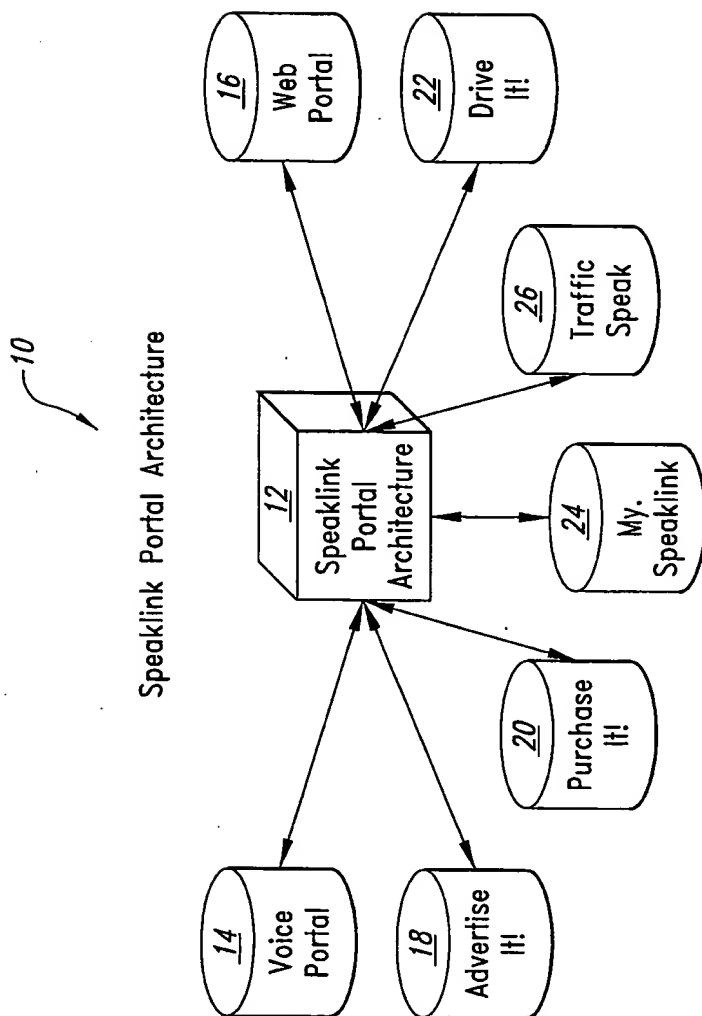 10
Speaklink Portal Architecture
12
Speaklink
Portal
Architecture
14
Voice
Portal
16
Web
Portal
18
Advertise
It!
22
Drive
It!
20
Purchase
It!
24
My.
Speaklink
26
Traffic
Speak